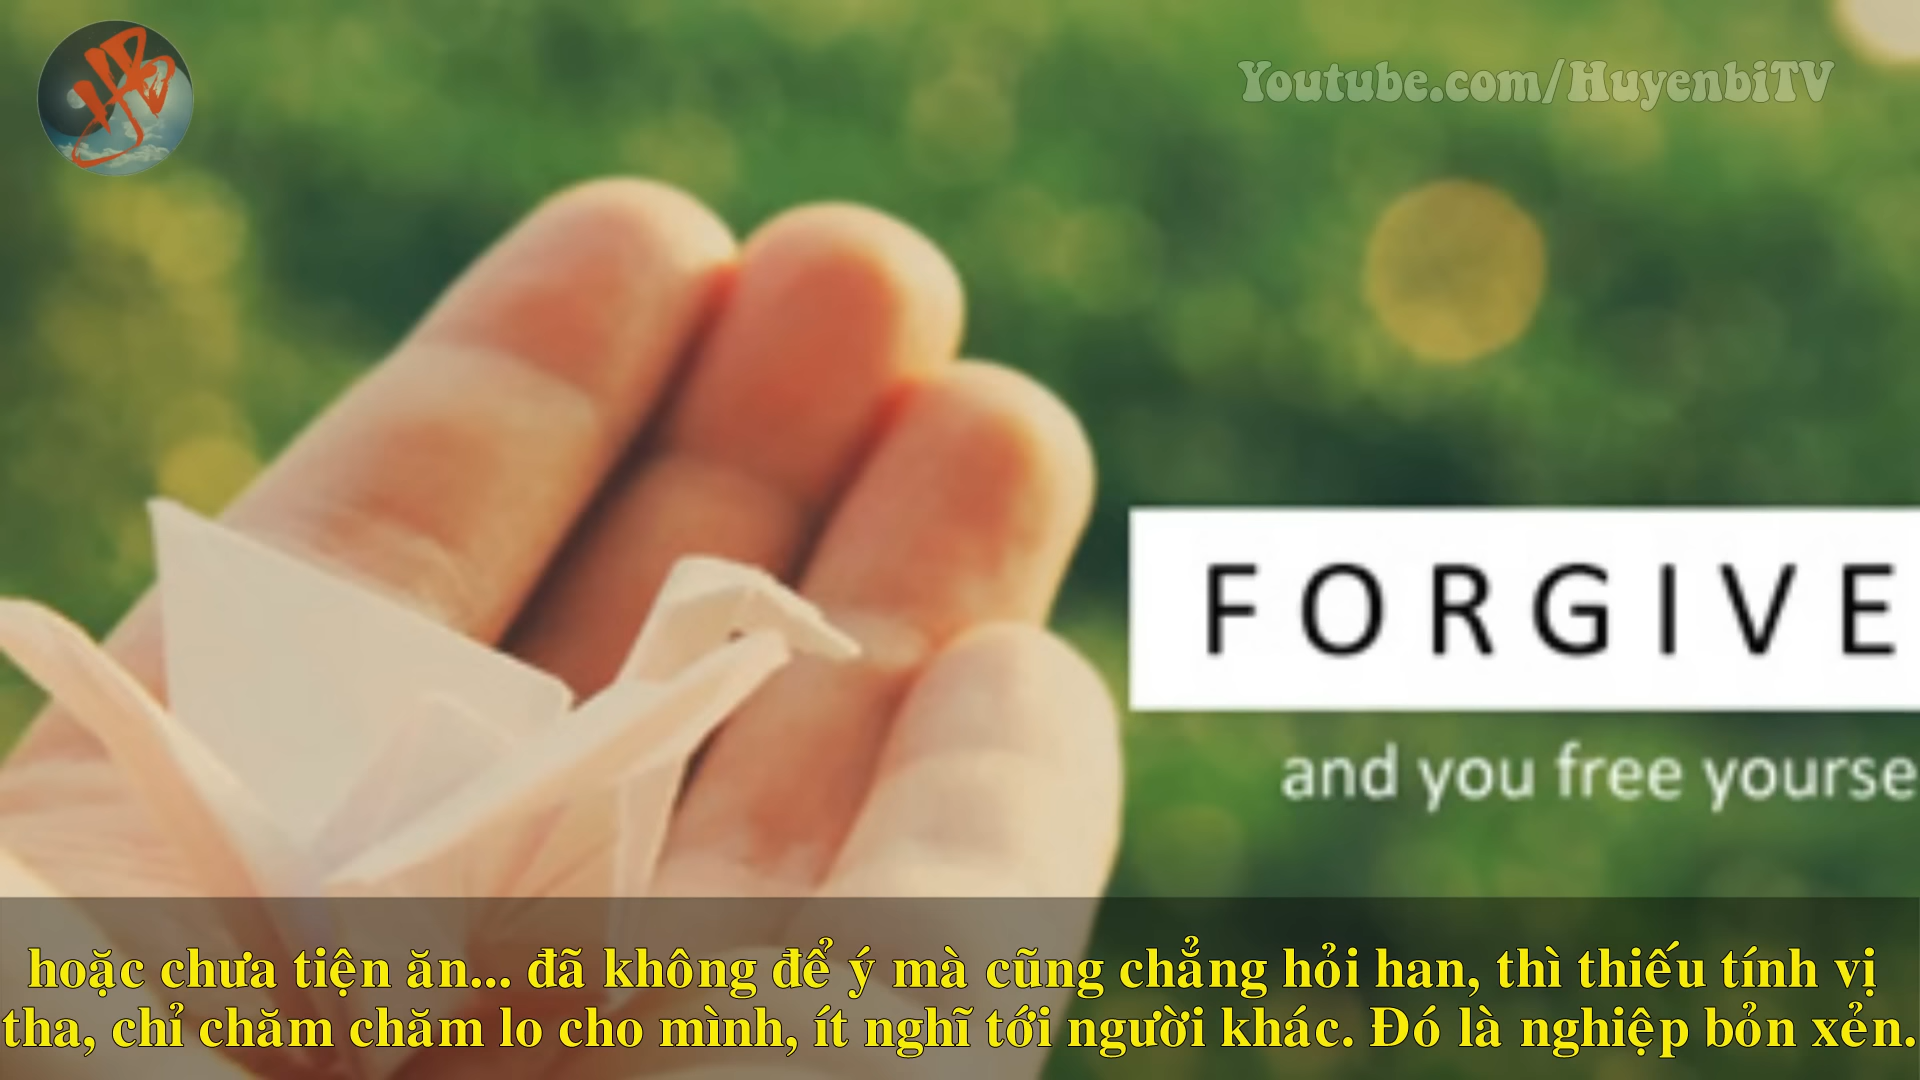 Youtube.com/HuyenbiTV
FORGIVE
and you free yourse
hoặc chưa tiện ăn... đã không để ý mà cũng chẳng hỏi han, thì thiếu tính vị
tha, chỉ chăm chăm lo cho mình, ít nghĩ tới người khác. Đó là nghiệp bỏn xẻn.